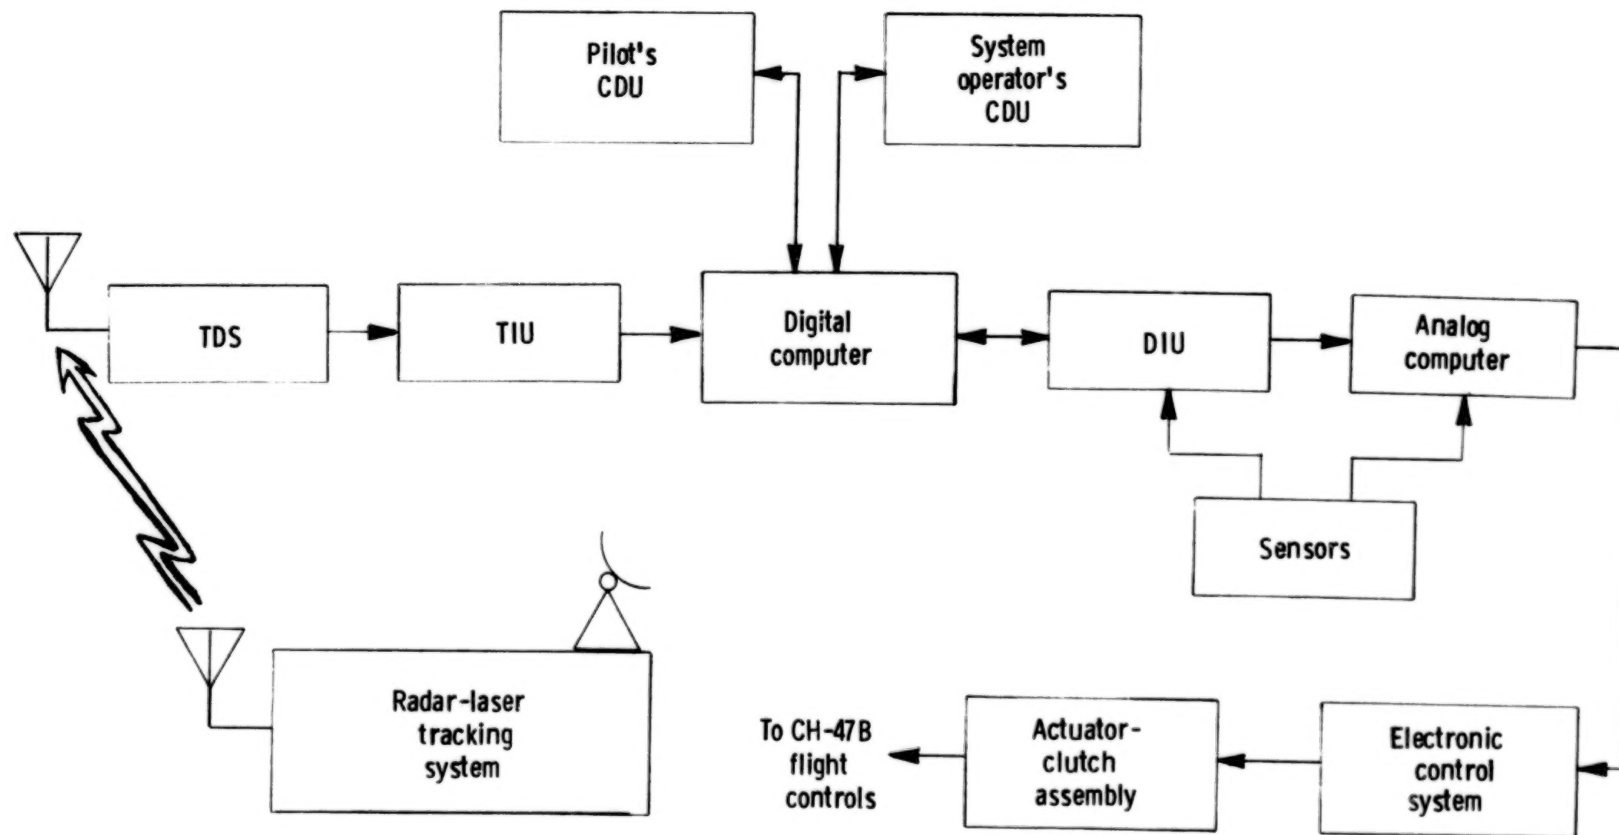 Pilot's
CDU
System
operator's
CDU
TDS
TIU
Digital
computer
DIU
Analog
computer
Sensors
Radar-laser
tracking
system
To CH-47B
flight
controls
Actuator-
clutch
assembly
Electronic
control
system